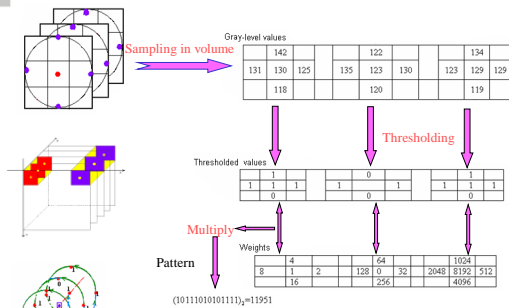 Gray-level values
Sampling in volume
142 122 134
131 130 125 135 123 130 123 129 129
118 120 119
Thresholding
Thresholded values
1 0 1
1 1 1 1 1 1 1
0 0 0
Multiply
Weights
4 64 1024
Pattern
8 1 2 128 0 32 2048 8192 512
16 256 4096
(10111010101111)₂=11951